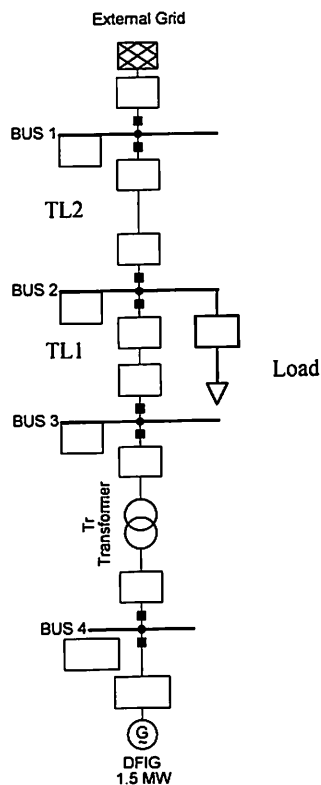 External Grid
BUS 1
TL2
BUS 2
TL1
Load
BUS 3
Tr
Transformer
BUS 4
G
~
DFIG
1.5 MW